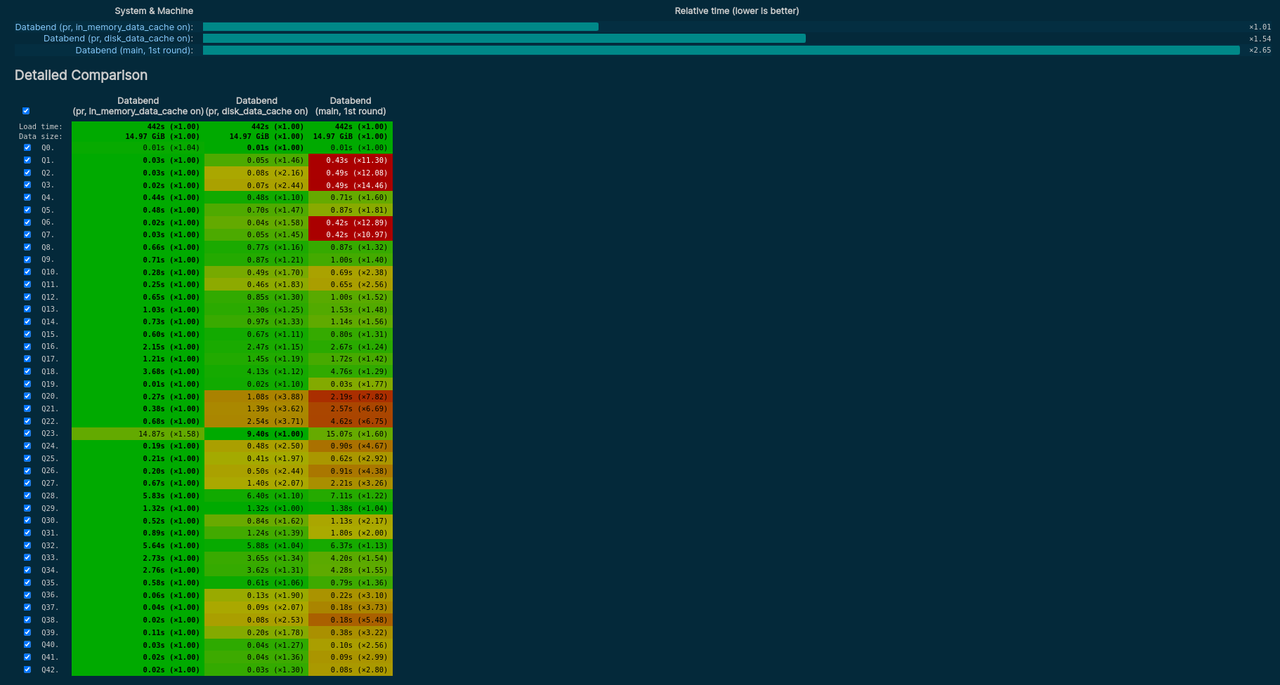 System & Machine Relative time (lower is better)
Databend (pr, in_memory_data_cache on): ×1.01
Databend (pr, disk_data_cache on): ×1.54
Databend (main, 1st round): ×2.65
Detailed Comparison
Databend Databend Databend
(pr, in_memory_data_cache on) (pr, disk_data_cache on) (main, 1st round)
Load time: 442s (×1.00) 442s (×1.00) 442s (×1.00)
Data size: 14.97 GiB (×1.00) 14.97 GiB (×1.00) 14.97 GiB (×1.00)
Q0. 0.01s (×1.04) 0.01s (×1.00) 0.01s (×1.00)
Q1. 0.03s (×1.00) 0.05s (×1.46) 0.43s (×11.30)
Q2. 0.03s (×1.00) 0.08s (×2.16) 0.49s (×12.08)
Q3. 0.02s (×1.00) 0.07s (×2.44) 0.49s (×14.46)
Q4. 0.44s (×1.00) 0.48s (×1.10) 0.71s (×1.60)
Q5. 0.48s (×1.00) 0.70s (×1.47) 0.87s (×1.81)
Q6. 0.02s (×1.00) 0.04s (×1.58) 0.42s (×12.89)
Q7. 0.03s (×1.00) 0.05s (×1.45) 0.42s (×10.97)
Q8. 0.66s (×1.00) 0.77s (×1.16) 0.87s (×1.32)
Q9. 0.71s (×1.00) 0.87s (×1.21) 1.00s (×1.40)
Q10. 0.28s (×1.00) 0.49s (×1.70) 0.69s (×2.38)
Q11. 0.25s (×1.00) 0.46s (×1.83) 0.65s (×2.56)
Q12. 0.65s (×1.00) 0.85s (×1.30) 1.00s (×1.52)
Q13. 1.03s (×1.00) 1.30s (×1.25) 1.53s (×1.48)
Q14. 0.73s (×1.00) 0.97s (×1.33) 1.14s (×1.56)
Q15. 0.60s (×1.00) 0.67s (×1.11) 0.80s (×1.31)
Q16. 2.15s (×1.00) 2.47s (×1.15) 2.67s (×1.24)
Q17. 1.21s (×1.00) 1.45s (×1.19) 1.72s (×1.42)
Q18. 3.68s (×1.00) 4.13s (×1.12) 4.76s (×1.29)
Q19. 0.01s (×1.00) 0.02s (×1.10) 0.03s (×1.77)
Q20. 0.27s (×1.00) 1.08s (×3.88) 2.19s (×7.82)
Q21. 0.38s (×1.00) 1.39s (×3.62) 2.57s (×6.69)
Q22. 0.68s (×1.00) 2.54s (×3.71) 4.62s (×6.75)
Q23. 14.87s (×1.58) 9.40s (×1.00) 15.07s (×1.60)
Q24. 0.19s (×1.00) 0.48s (×2.50) 0.90s (×4.67)
Q25. 0.21s (×1.00) 0.41s (×1.97) 0.62s (×2.92)
Q26. 0.20s (×1.00) 0.50s (×2.44) 0.91s (×4.38)
Q27. 0.67s (×1.00) 1.40s (×2.07) 2.21s (×3.26)
Q28. 5.83s (×1.00) 6.40s (×1.10) 7.11s (×1.22)
Q29. 1.32s (×1.00) 1.32s (×1.00) 1.38s (×1.04)
Q30. 0.52s (×1.00) 0.84s (×1.62) 1.13s (×2.17)
Q31. 0.89s (×1.00) 1.24s (×1.39) 1.80s (×2.00)
Q32. 5.64s (×1.00) 5.88s (×1.04) 6.37s (×1.13)
Q33. 2.73s (×1.00) 3.65s (×1.34) 4.20s (×1.54)
Q34. 2.76s (×1.00) 3.62s (×1.31) 4.28s (×1.55)
Q35. 0.58s (×1.00) 0.61s (×1.06) 0.79s (×1.36)
Q36. 0.06s (×1.00) 0.13s (×1.90) 0.22s (×3.10)
Q37. 0.04s (×1.00) 0.09s (×2.07) 0.18s (×3.73)
Q38. 0.02s (×1.00) 0.08s (×2.53) 0.18s (×5.48)
Q39. 0.11s (×1.00) 0.20s (×1.78) 0.38s (×3.22)
Q40. 0.03s (×1.00) 0.04s (×1.27) 0.10s (×2.56)
Q41. 0.02s (×1.00) 0.04s (×1.36) 0.09s (×2.99)
Q42. 0.02s (×1.00) 0.03s (×1.30) 0.08s (×2.80)